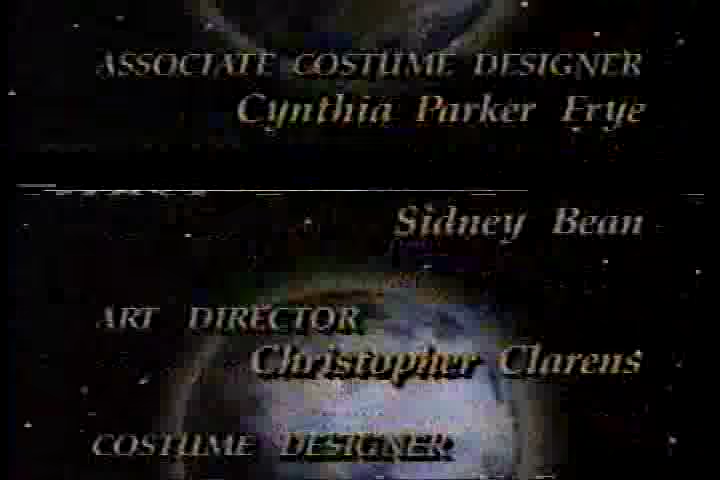 ASSOCIATE COSTUME DESIGNER
Cynthia Parker Frye
Sidney Bean
ART DIRECTOR
Christopher Clarens
COSTUME DESIGNER